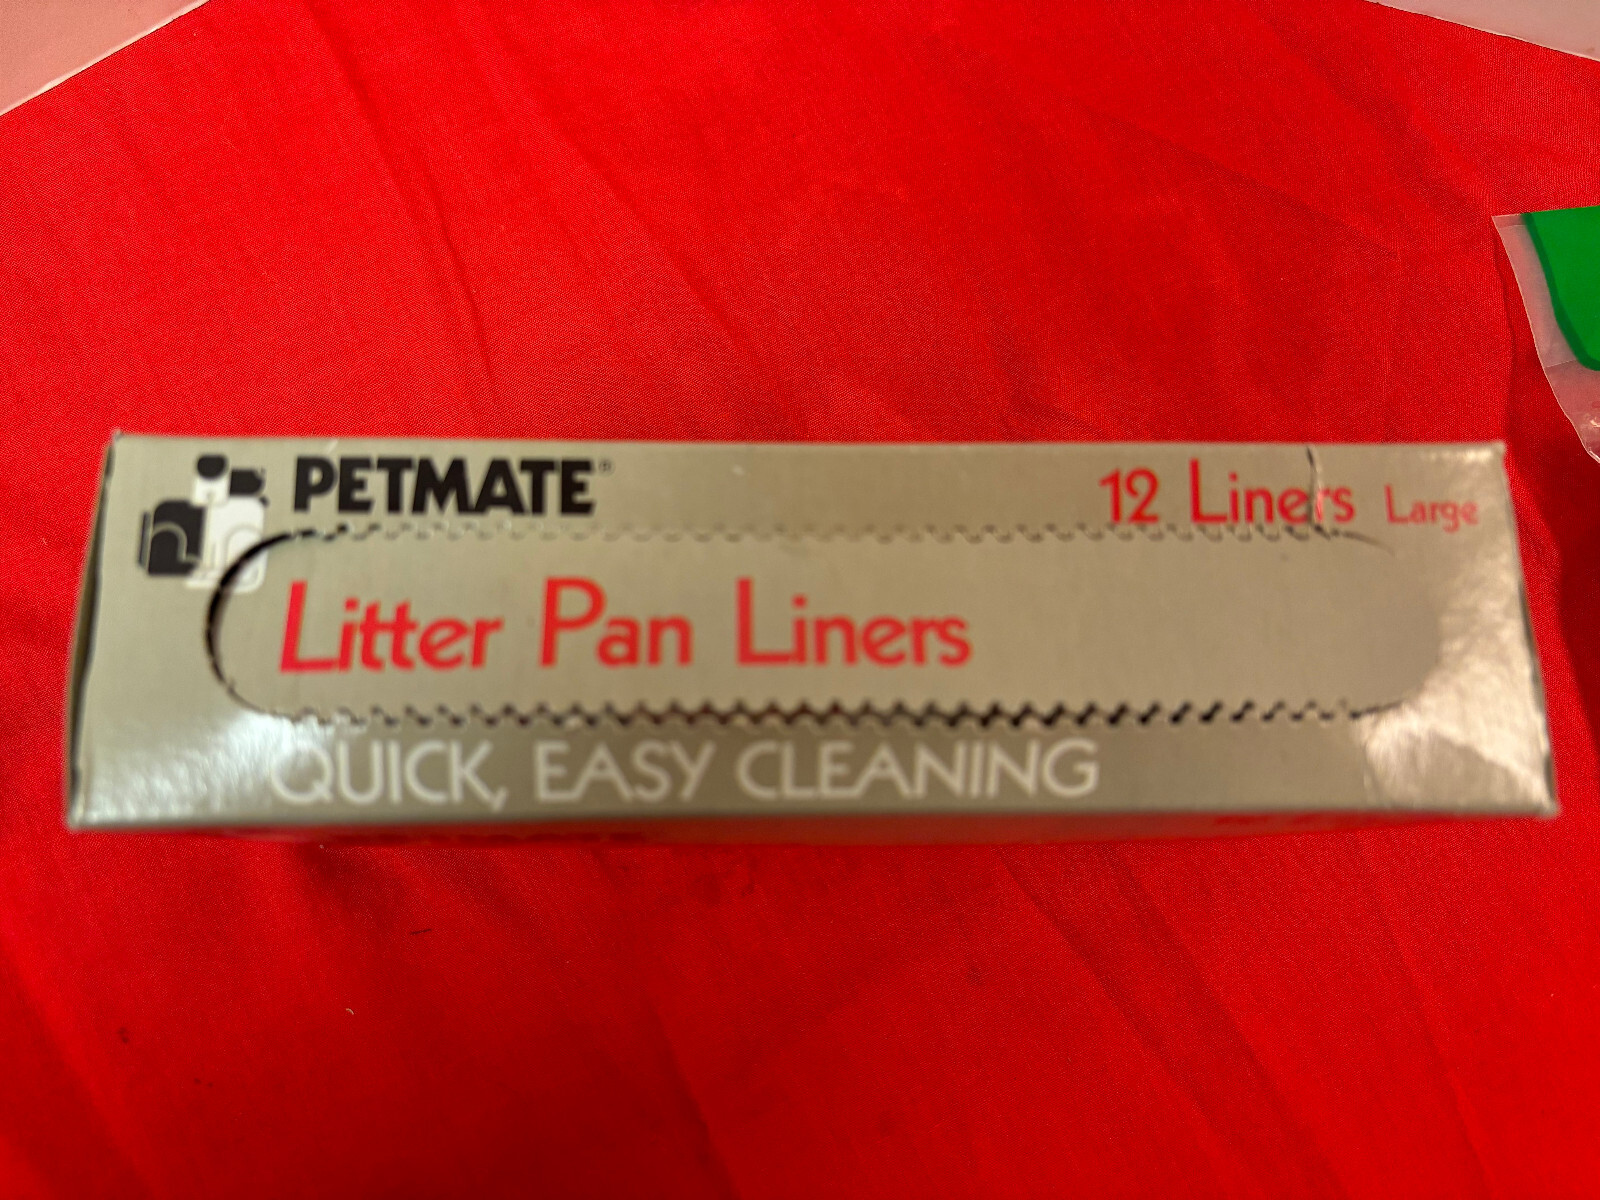 PETMATE®
12 Liners Large
Litter Pan Liners
QUICK, EASY CLEANING